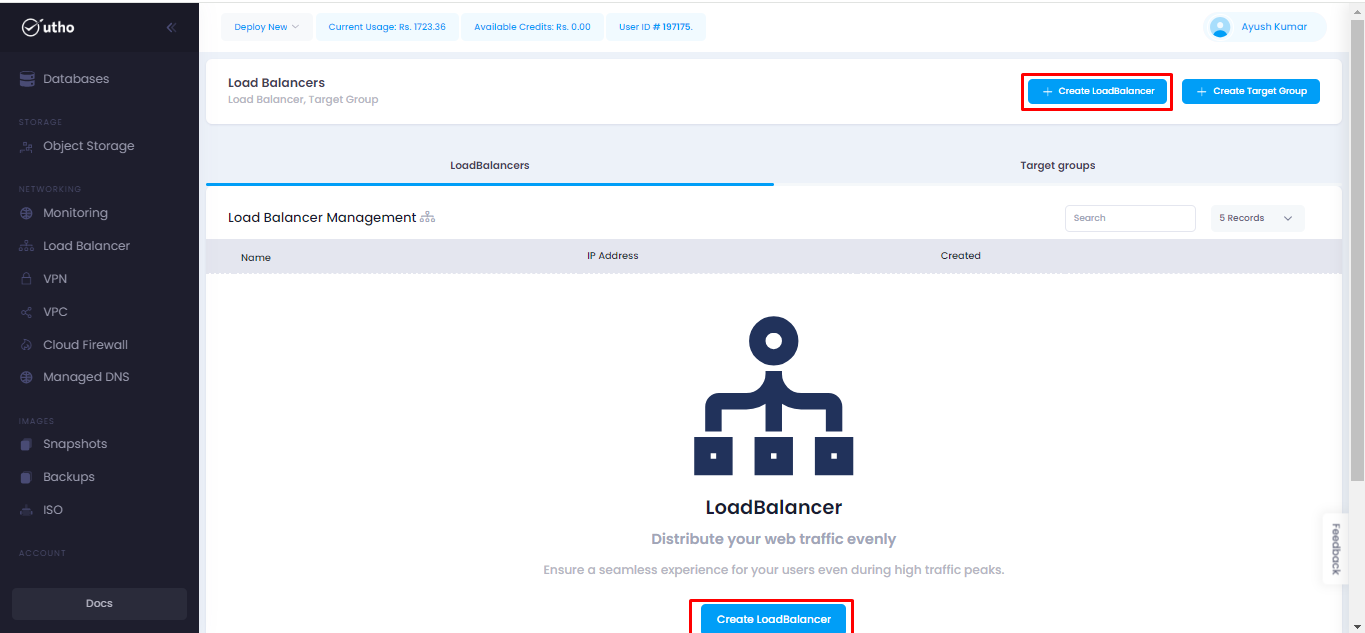 utho
Deploy New
Current Usage: Rs. 1723.36
Available Credits: Rs. 0.00
User ID # 197175.
Ayush Kumar
Databases
STORAGE
Object Storage
NETWORKING
Monitoring
Load Balancer
VPN
VPC
Cloud Firewall
Managed DNS
IMAGES
Snapshots
Backups
ISO
ACCOUNT
Docs
Load Balancers
Load Balancer, Target Group
+ Create LoadBalancer
+ Create Target Group
LoadBalancers
Target groups
Load Balancer Management
Search
5 Records
Name
IP Address
Created
LoadBalancer
Distribute your web traffic evenly
Ensure a seamless experience for your users even during high traffic peaks.
Create LoadBalancer
Feedback